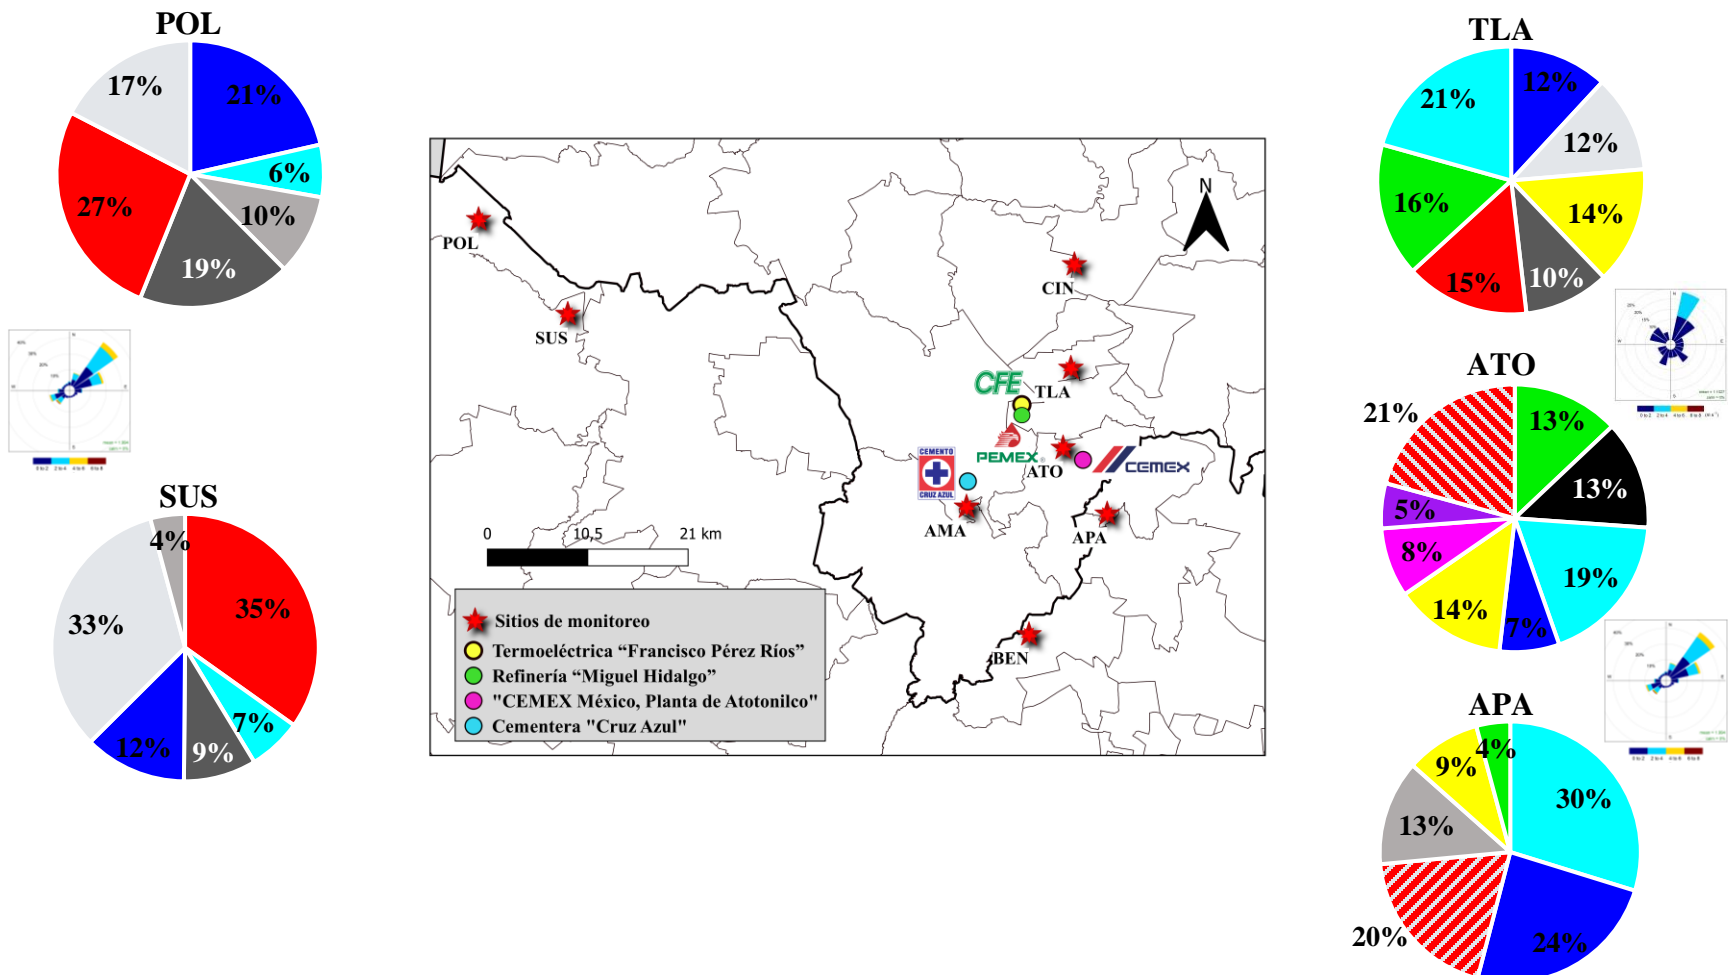 POL
17%
21%
6%
10%
19%
27%
SUS
4%
35%
7%
9%
12%
33%
POL
SUS
CIN
N
CFE
TLA
PEMEX
ATO
CEMEX
CEMENTO
CRUZ AZUL
AMA
APA
BEN
0 10,5 21 km
Sitios de monitoreo
Termoeléctrica “Francisco Pérez Ríos”
Refinería “Miguel Hidalgo”
"CEMEX México, Planta de Atotonilco"
Cementera "Cruz Azul"
TLA
21%
12%
12%
14%
10%
15%
16%
ATO
21%
13%
13%
19%
7%
14%
8%
5%
APA
4%
9%
30%
13%
20%
24%